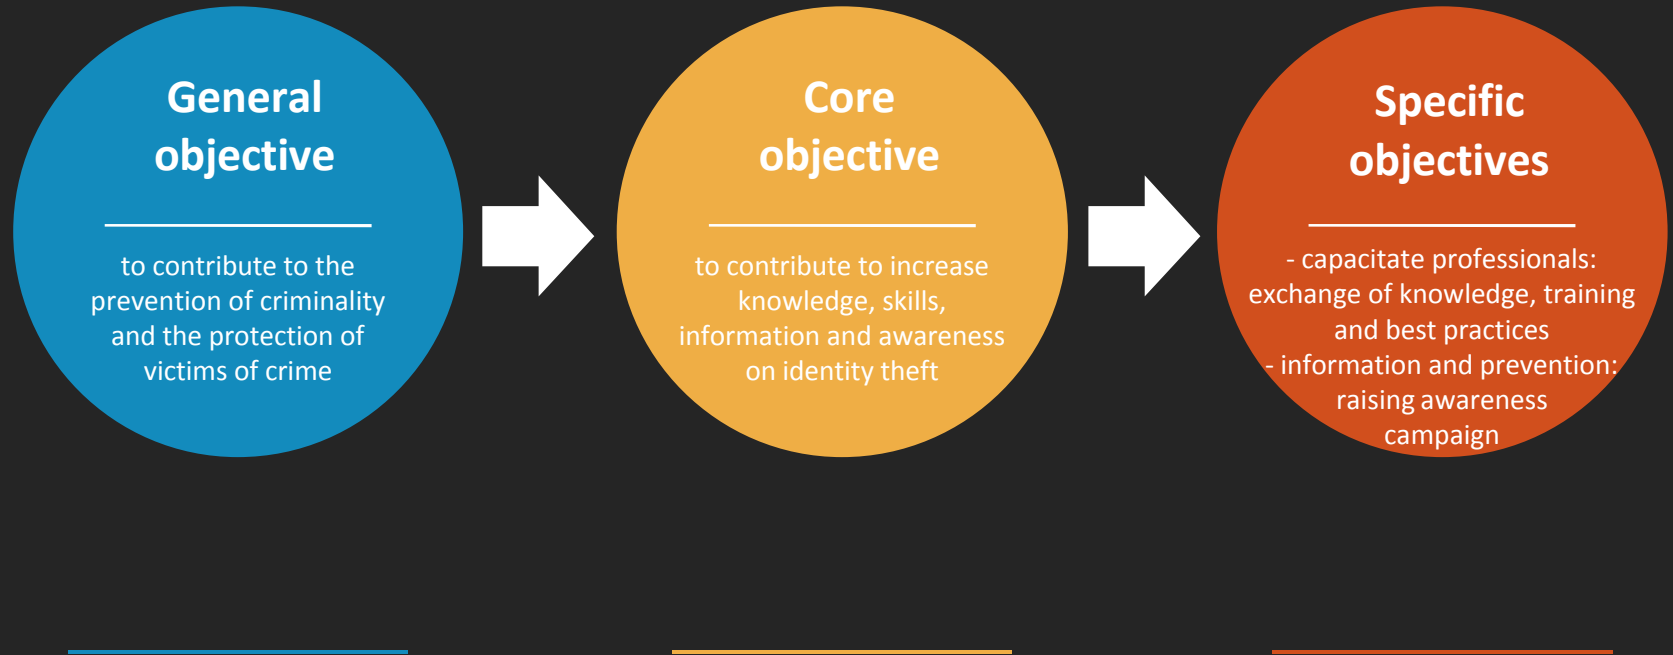 General
objective
to contribute to the
prevention of criminality
and the protection of
victims of crime
Core
objective
to contribute to increase
knowledge, skills,
information and awareness
on identity theft
Specific
objectives
- capacitate professionals:
exchange of knowledge, training
and best practices
- information and prevention:
raising awareness
campaign